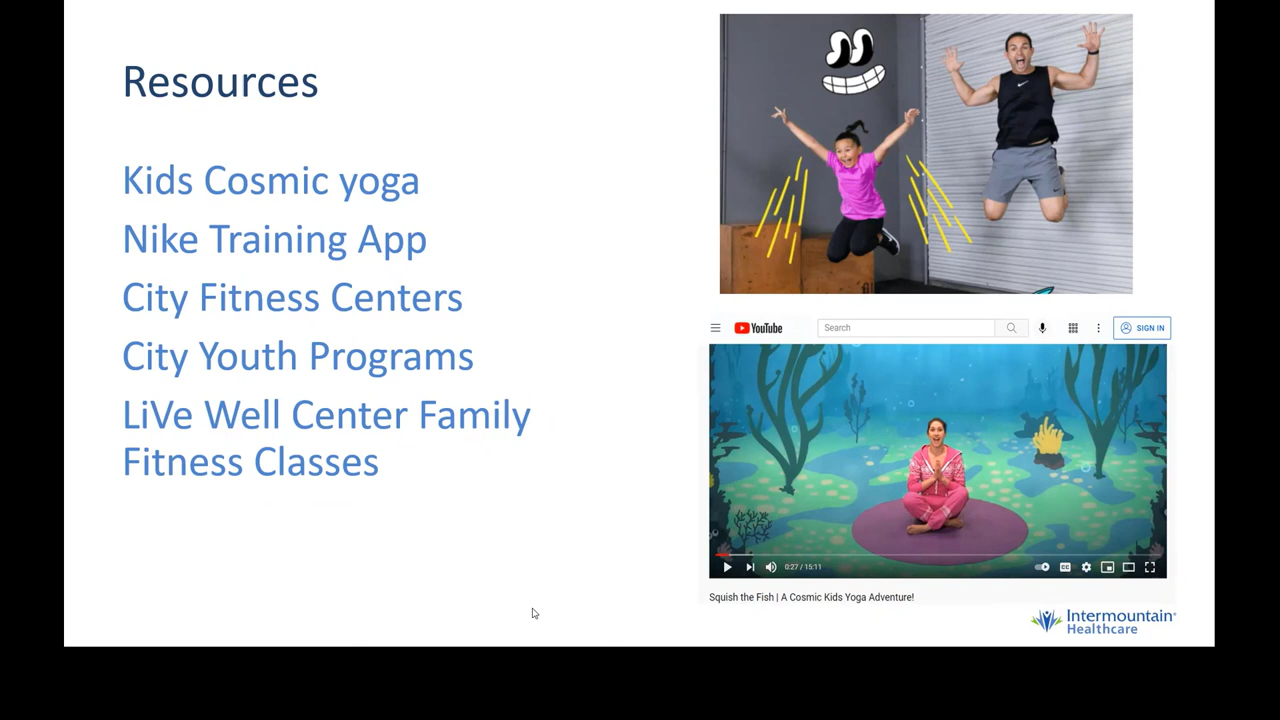 Resources
Kids Cosmic yoga
Nike Training App
City Fitness Centers
City Youth Programs
LiVe Well Center Family
Fitness Classes
YouTube
Search
SIGN IN
CC
0:27 / 15:11
Squish the Fish | A Cosmic Kids Yoga Adventure!
Intermountain
Healthcare